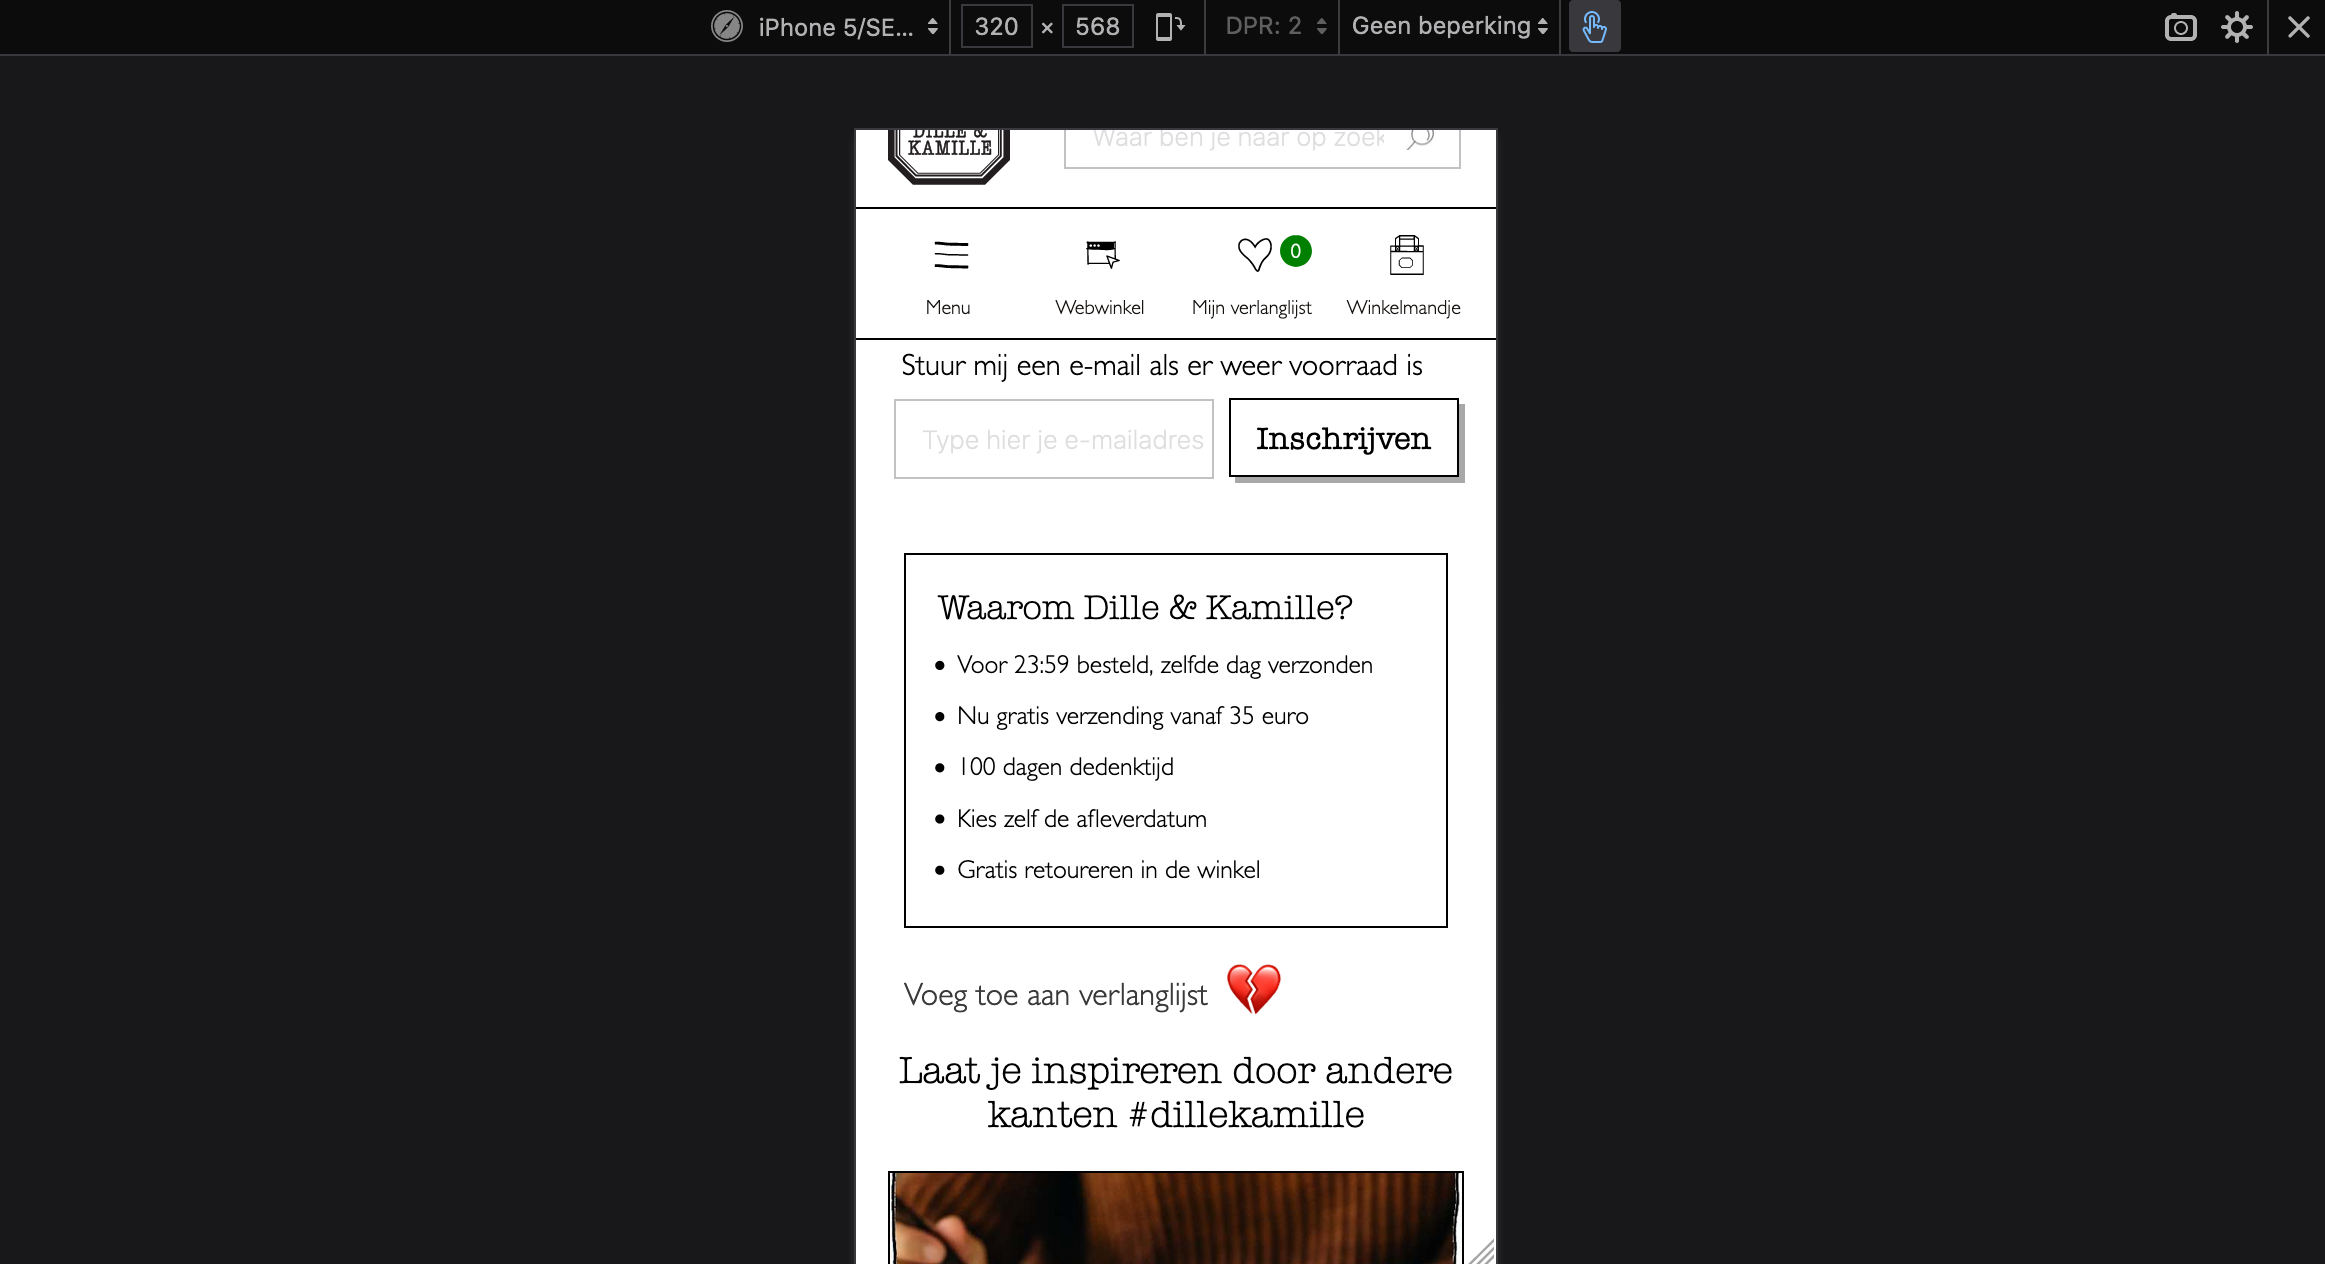 iPhone 5/SE... 320 × 568 DPR: 2 Geen beperking
DILLE &
KAMILLE
Waar ben je naar op zoek
0
Menu Webwinkel Mijn verlanglijst Winkelmandje
Stuur mij een e-mail als er weer voorraad is
Type hier je e-mailadres Inschrijven
Waarom Dille & Kamille?
• Voor 23:59 besteld, zelfde dag verzonden
• Nu gratis verzending vanaf 35 euro
• 100 dagen dedenktijd
• Kies zelf de afleverdatum
• Gratis retoureren in de winkel
Voeg toe aan verlanglijst
Laat je inspireren door andere
kanten #dillekamille